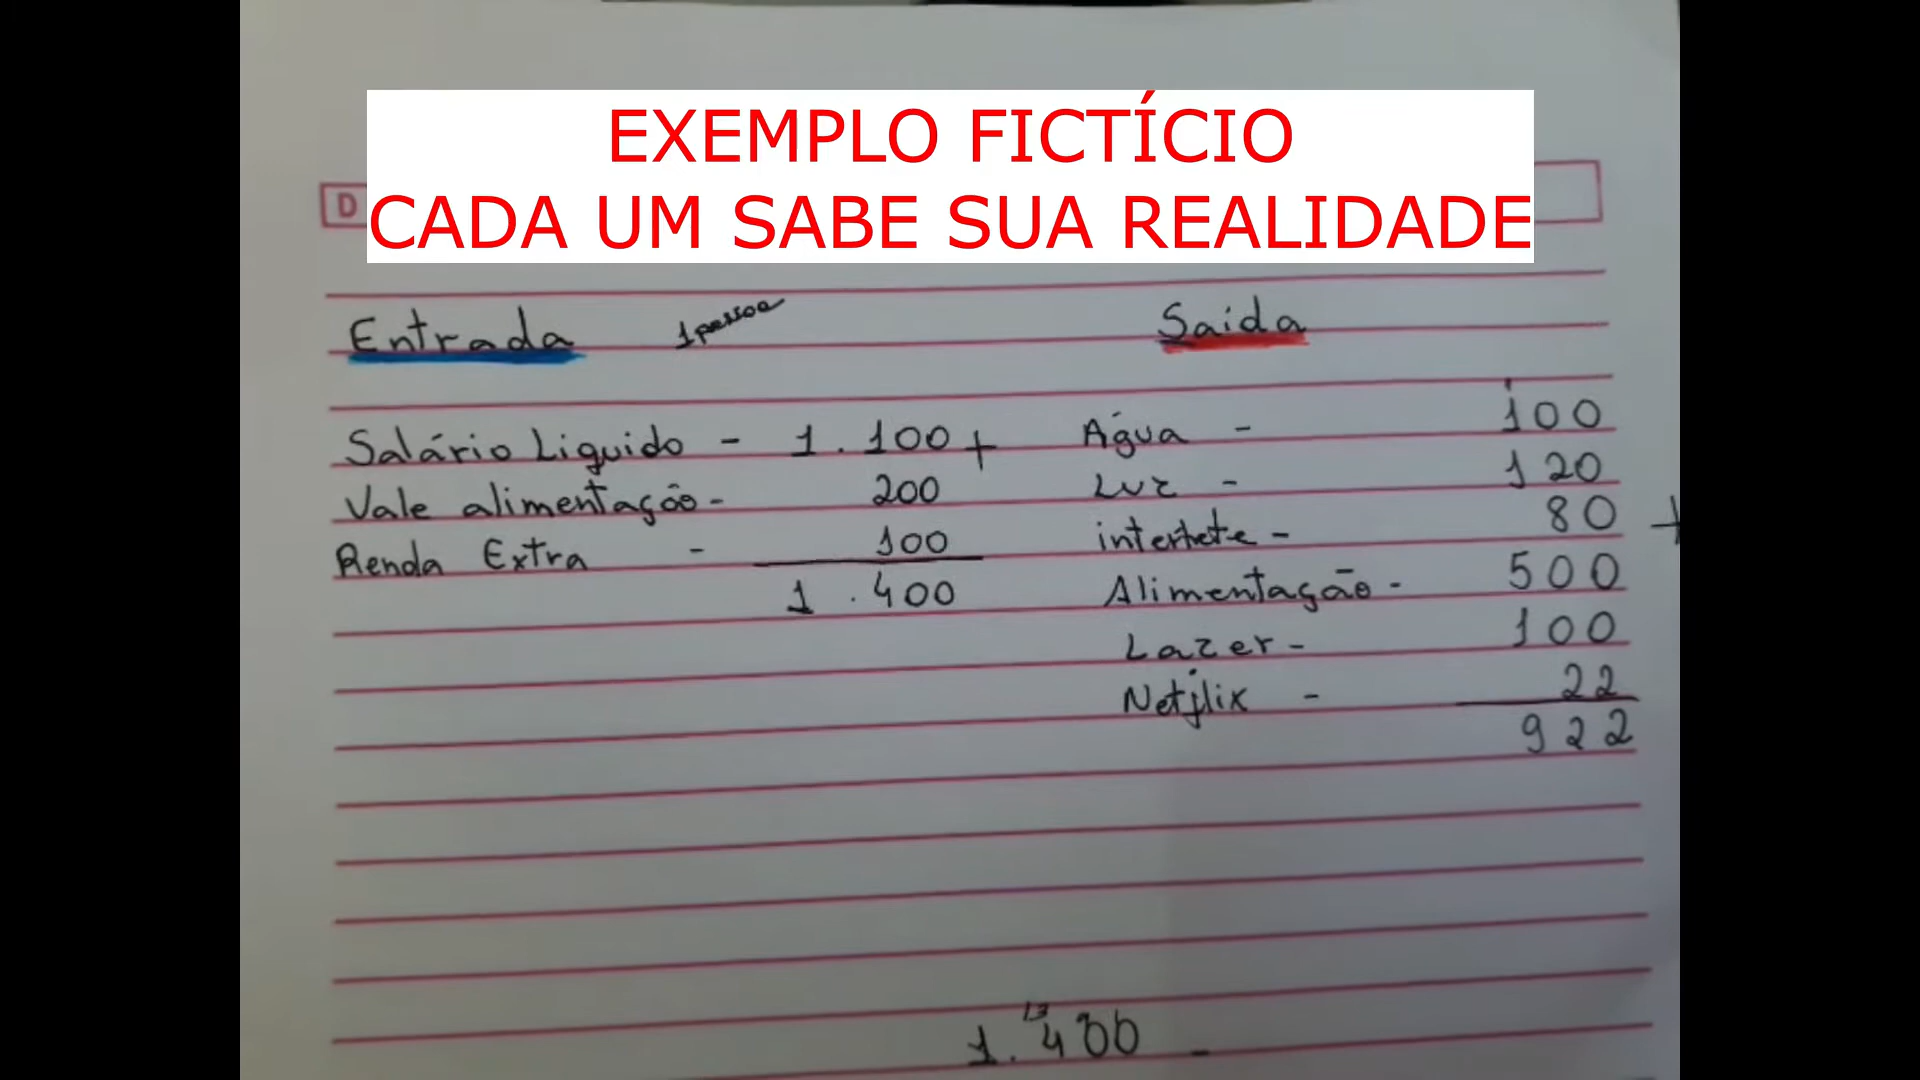 EXEMPLO FICTÍCIO
CADA UM SABE SUA REALIDADE
D
Entrada 1 pessoa Saida
Salário Liquido - 1.100 + Água - 100
Vale alimentação - 200 Luz - 120
Renda Extra - 100 internete - 80 +
1.400 Alimentação - 500
Lazer - 100
Netflix - 22
922
13
1.400 -